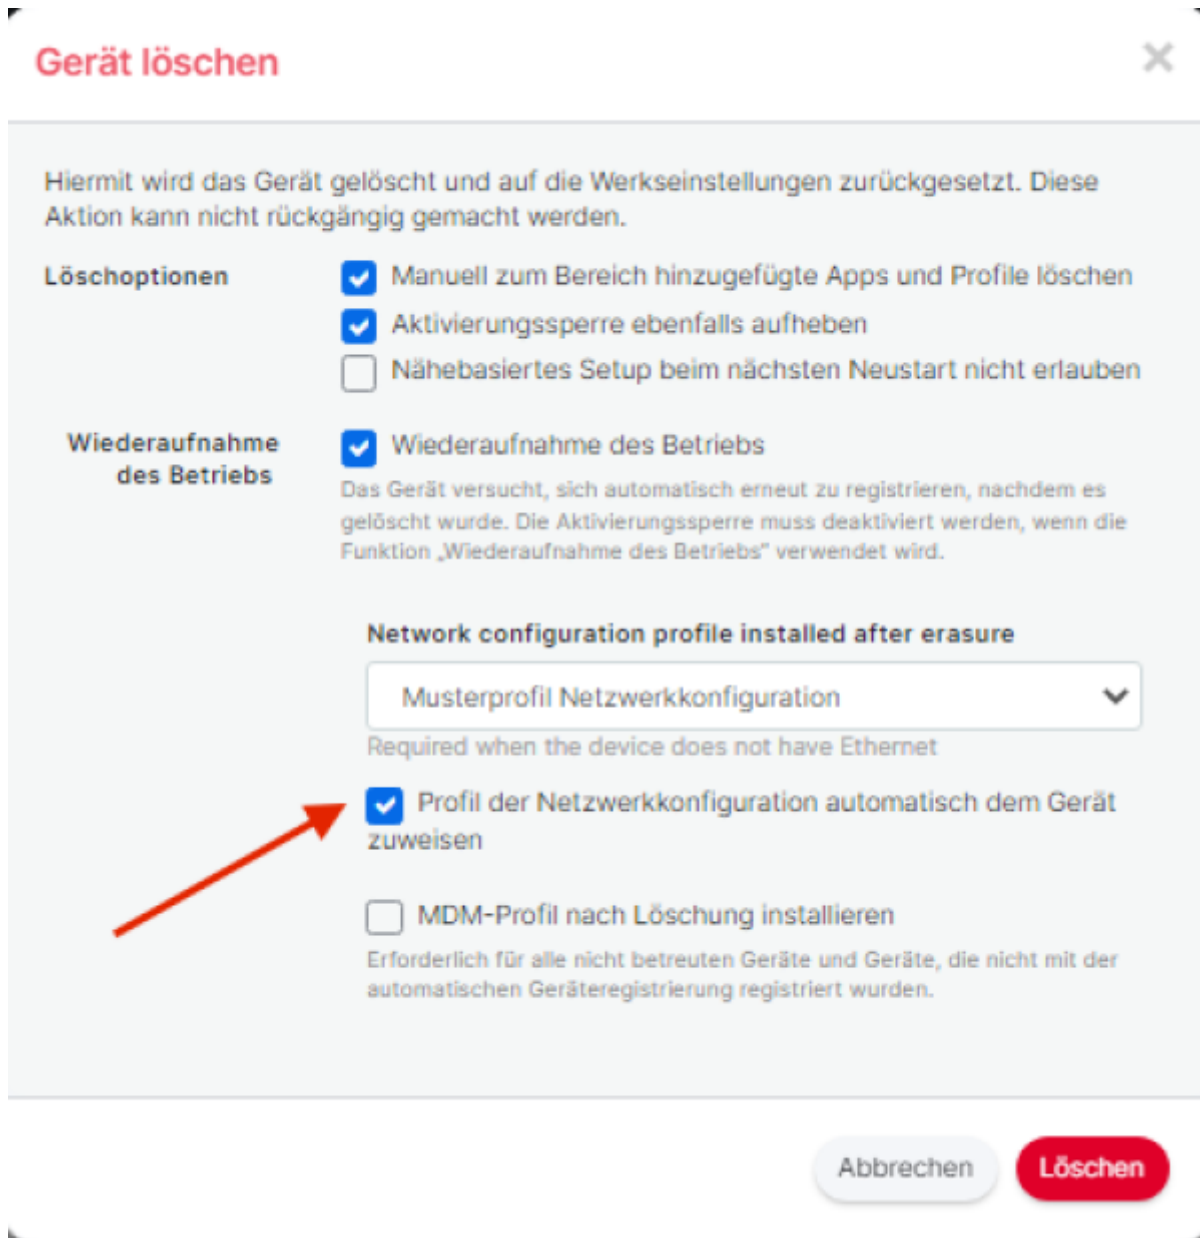 Gerät löschen
Hiermit wird das Gerät gelöscht und auf die Werkseinstellungen zurückgesetzt. Diese
Aktion kann nicht rückgängig gemacht werden.
Löschoptionen
Manuell zum Bereich hinzugefügte Apps und Profile löschen
Aktivierungssperre ebenfalls aufheben
Nähebasiertes Setup beim nächsten Neustart nicht erlauben
Wiederaufnahme
des Betriebs
Wiederaufnahme des Betriebs
Das Gerät versucht, sich automatisch erneut zu registrieren, nachdem es
gelöscht wurde. Die Aktivierungssperre muss deaktiviert werden, wenn die
Funktion „Wiederaufnahme des Betriebs" verwendet wird.
Network configuration profile installed after erasure
Musterprofil Netzwerkkonfiguration
Required when the device does not have Ethernet
Profil der Netzwerkkonfiguration automatisch dem Gerät
zuweisen
MDM-Profil nach Löschung installieren
Erforderlich für alle nicht betreuten Geräte und Geräte, die nicht mit der
automatischen Geräteregistrierung registriert wurden.
Abbrechen
Löschen